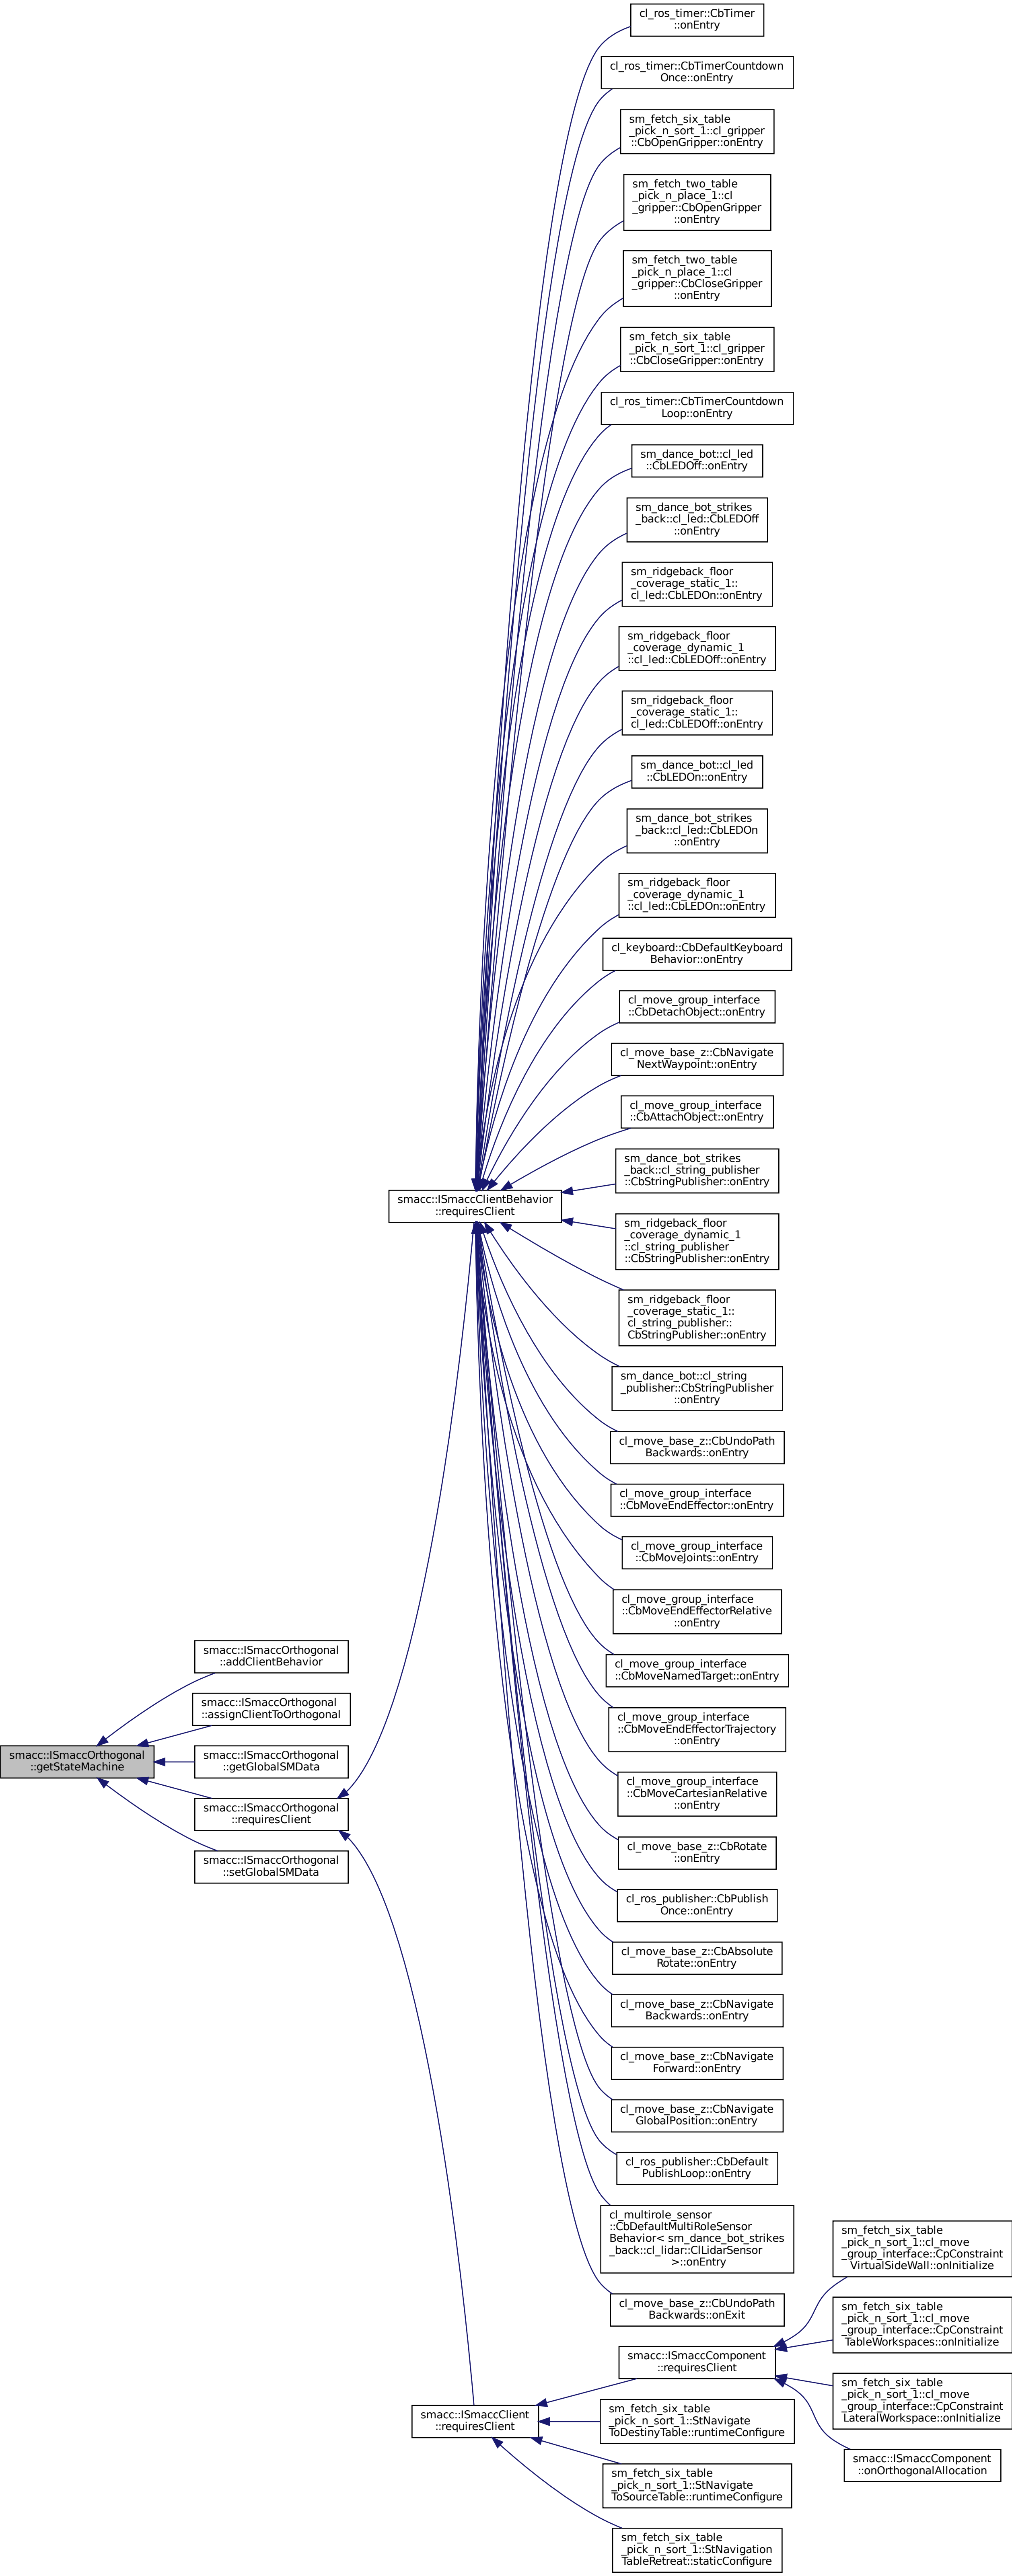 cl_ros_timer::CbTimer
::onEntry
cl_ros_timer::CbTimerCountdown
Once::onEntry
sm_fetch_six_table
_pick_n_sort_1::cl_gripper
::CbOpenGripper::onEntry
sm_fetch_two_table
_pick_n_place_1::cl
_gripper::CbOpenGripper
::onEntry
sm_fetch_two_table
_pick_n_place_1::cl
_gripper::CbCloseGripper
::onEntry
sm_fetch_six_table
_pick_n_sort_1::cl_gripper
::CbCloseGripper::onEntry
cl_ros_timer::CbTimerCountdown
Loop::onEntry
sm_dance_bot::cl_led
::CbLEDOff::onEntry
sm_dance_bot_strikes
_back::cl_led::CbLEDOff
::onEntry
sm_ridgeback_floor
_coverage_static_1::
cl_led::CbLEDOn::onEntry
sm_ridgeback_floor
_coverage_dynamic_1
::cl_led::CbLEDOff::onEntry
sm_ridgeback_floor
_coverage_static_1::
cl_led::CbLEDOff::onEntry
sm_dance_bot::cl_led
::CbLEDOn::onEntry
sm_dance_bot_strikes
_back::cl_led::CbLEDOn
::onEntry
sm_ridgeback_floor
_coverage_dynamic_1
::cl_led::CbLEDOn::onEntry
cl_keyboard::CbDefaultKeyboard
Behavior::onEntry
cl_move_group_interface
::CbDetachObject::onEntry
cl_move_base_z::CbNavigate
NextWaypoint::onEntry
cl_move_group_interface
::CbAttachObject::onEntry
sm_dance_bot_strikes
_back::cl_string_publisher
::CbStringPublisher::onEntry
smacc::ISmaccClientBehavior
::requiresClient
sm_ridgeback_floor
_coverage_dynamic_1
::cl_string_publisher
::CbStringPublisher::onEntry
sm_ridgeback_floor
_coverage_static_1::
cl_string_publisher::
CbStringPublisher::onEntry
sm_dance_bot::cl_string
_publisher::CbStringPublisher
::onEntry
cl_move_base_z::CbUndoPath
Backwards::onEntry
cl_move_group_interface
::CbMoveEndEffector::onEntry
cl_move_group_interface
::CbMoveJoints::onEntry
cl_move_group_interface
::CbMoveEndEffectorRelative
::onEntry
cl_move_group_interface
::CbMoveNamedTarget::onEntry
cl_move_group_interface
::CbMoveEndEffectorTrajectory
::onEntry
cl_move_group_interface
::CbMoveCartesianRelative
::onEntry
cl_move_base_z::CbRotate
::onEntry
cl_ros_publisher::CbPublish
Once::onEntry
cl_move_base_z::CbAbsolute
Rotate::onEntry
cl_move_base_z::CbNavigate
Backwards::onEntry
cl_move_base_z::CbNavigate
Forward::onEntry
cl_move_base_z::CbNavigate
GlobalPosition::onEntry
cl_ros_publisher::CbDefault
PublishLoop::onEntry
cl_multirole_sensor
::CbDefaultMultiRoleSensor
Behavior< sm_dance_bot_strikes
_back::cl_lidar::ClLidarSensor
>::onEntry
cl_move_base_z::CbUndoPath
Backwards::onExit
smacc::ISmaccOrthogonal
::addClientBehavior
smacc::ISmaccOrthogonal
::assignClientToOrthogonal
smacc::ISmaccOrthogonal
::getStateMachine
smacc::ISmaccOrthogonal
::getGlobalSMData
smacc::ISmaccOrthogonal
::requiresClient
smacc::ISmaccOrthogonal
::setGlobalSMData
smacc::ISmaccClient
::requiresClient
smacc::ISmaccComponent
::requiresClient
sm_fetch_six_table
_pick_n_sort_1::StNavigate
ToDestinyTable::runtimeConfigure
sm_fetch_six_table
_pick_n_sort_1::StNavigate
ToSourceTable::runtimeConfigure
sm_fetch_six_table
_pick_n_sort_1::StNavigation
TableRetreat::staticConfigure
sm_fetch_six_table
_pick_n_sort_1::cl_move
_group_interface::CpConstraint
VirtualSideWall::onInitialize
sm_fetch_six_table
_pick_n_sort_1::cl_move
_group_interface::CpConstraint
TableWorkspaces::onInitialize
sm_fetch_six_table
_pick_n_sort_1::cl_move
_group_interface::CpConstraint
LateralWorkspace::onInitialize
smacc::ISmaccComponent
::onOrthogonalAllocation